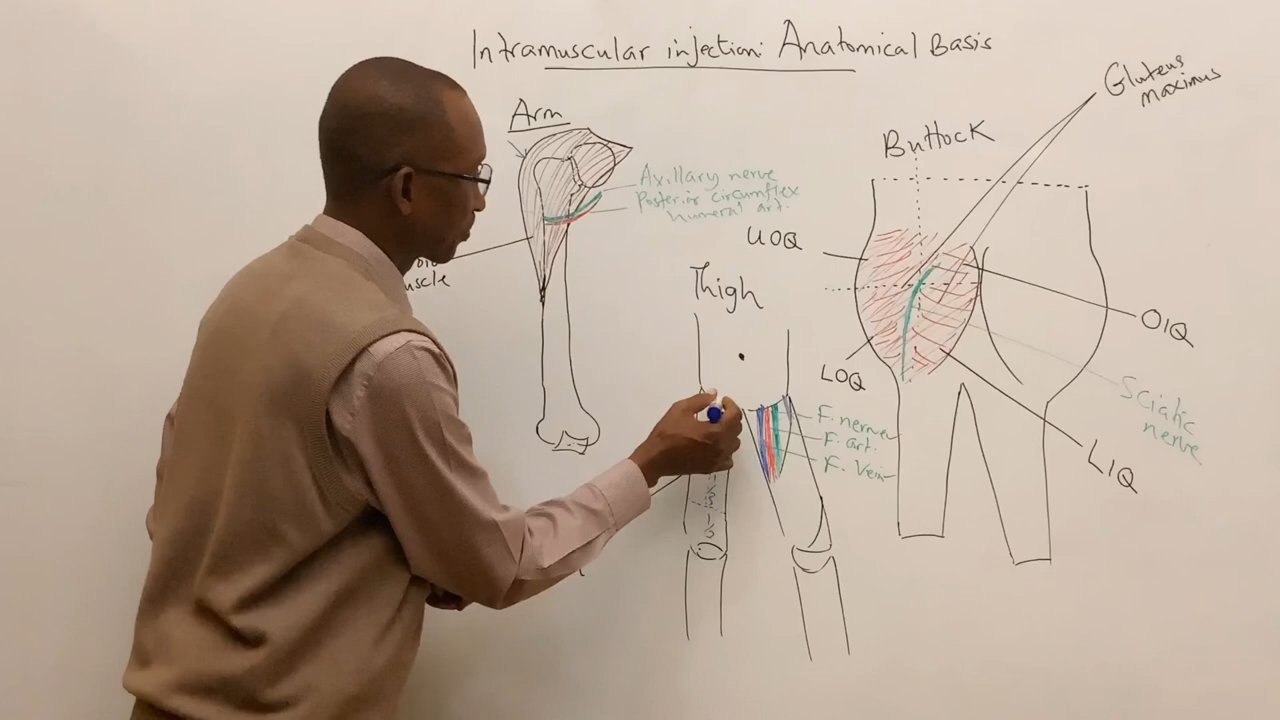 Intramuscular injection: Anatomical Basis
Arm
Axillary nerve
Posterior circumflex
humeral art.
Thigh
F. nerve
F. art.
F. Vein
Buttock
Gluteus
maximus
UOQ
LOQ
OIQ
LIQ
Sciatic
nerve